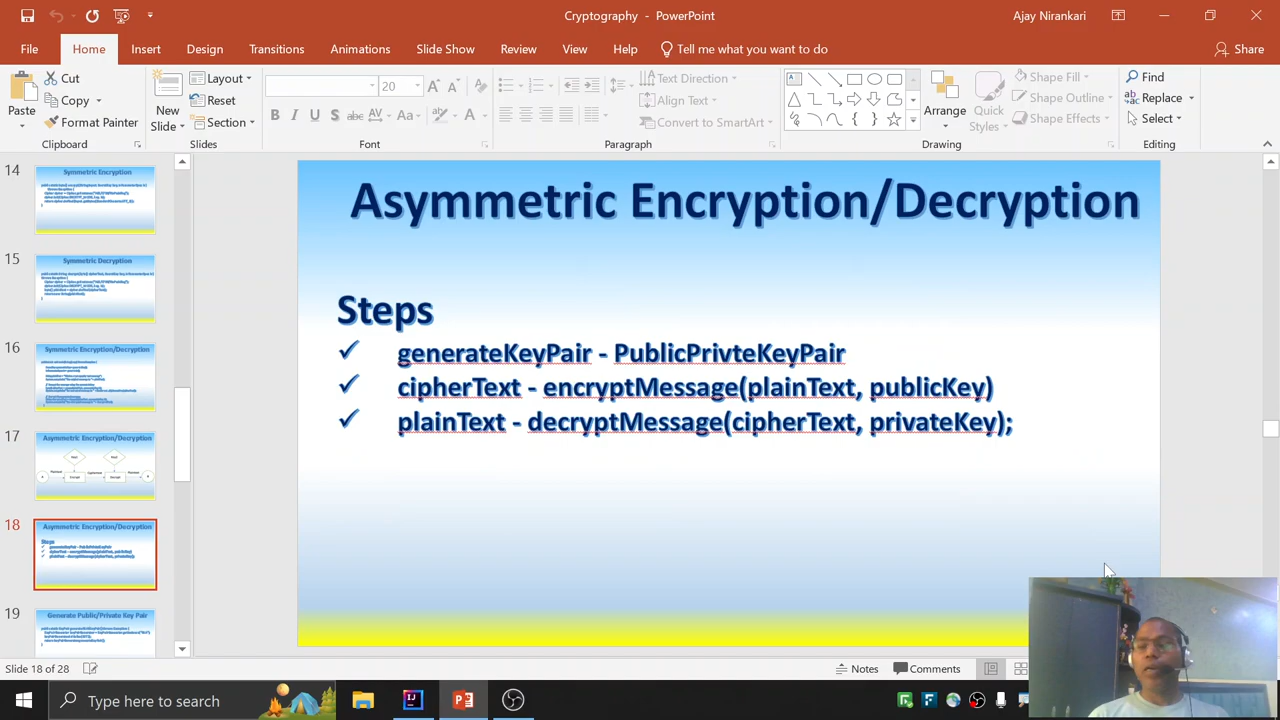 Cryptography - PowerPoint
Ajay Nirankari
File Home Insert Design Transitions Animations Slide Show Review View Help Tell me what you want to do Share
Paste
Cut
Copy
Format Painter
Clipboard
New Slide
Layout
Reset
Section
Slides
20
B I U S abc AV Aa A
Font
Text Direction
Align Text
Convert to SmartArt
Paragraph
Arrange
Quick Styles
Shape Fill
Shape Outline
Shape Effects
Drawing
Find
Replace
Select
Editing
14
Symmetric Encryption
15
Symmetric Decryption
16
Symmetric Encryption/Decryption
17
Asymmetric Encryption/Decryption
18
Asymmetric Encryption/Decryption
Steps
19
Generate Public/Private Key Pair
Asymmetric Encryption/Decryption
Steps
✓ generateKeyPair - PublicPrivteKeyPair
✓ cipherText - encryptMessage(plainText, publicKey)
✓ plainText - decryptMessage(cipherText, privateKey);
Slide 18 of 28
Notes
Comments
Type here to search